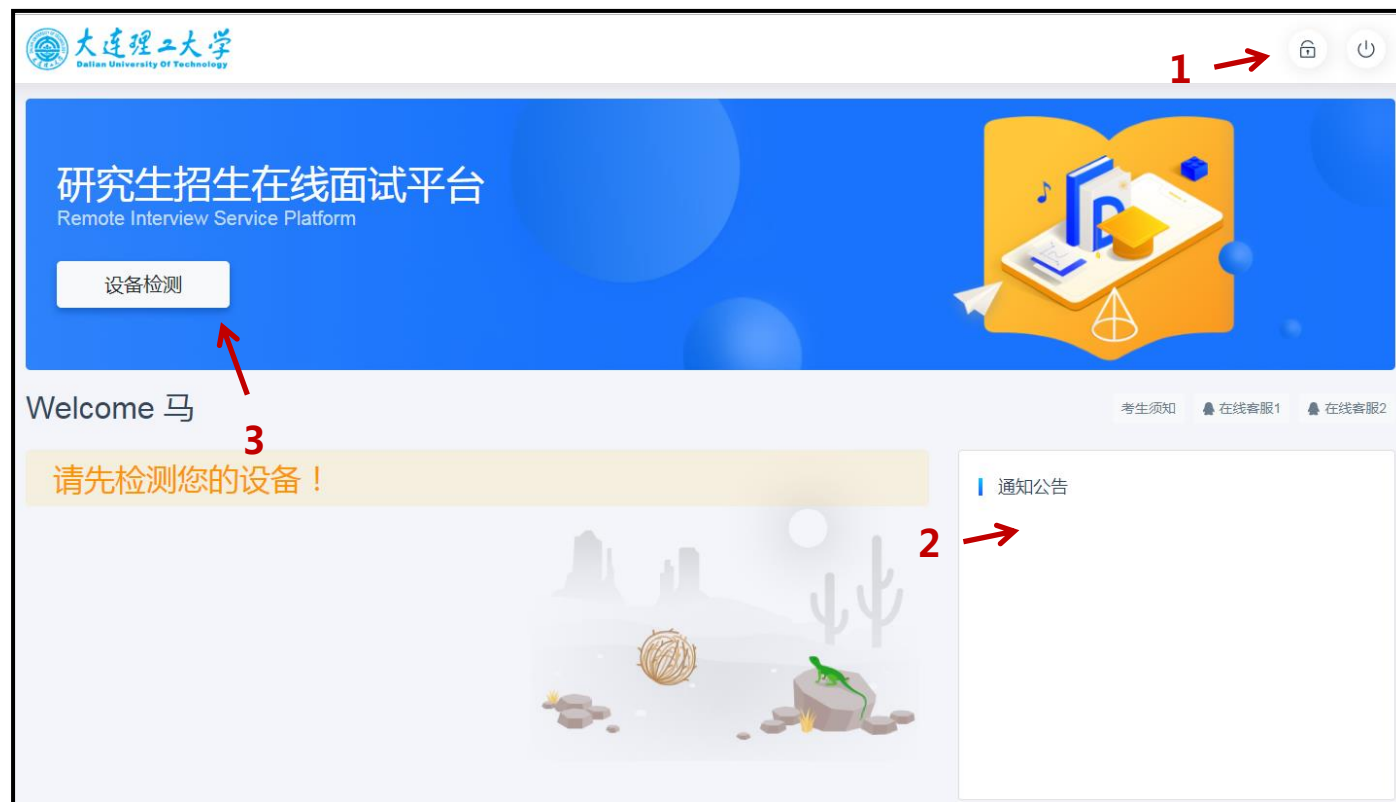 大连理工大学
Dalian University Of Technology
1
研究生招生在线面试平台
Remote Interview Service Platform
设备检测
3
Welcome 马
考生须知 在线客服1 在线客服2
请先检测您的设备！
通知公告
2